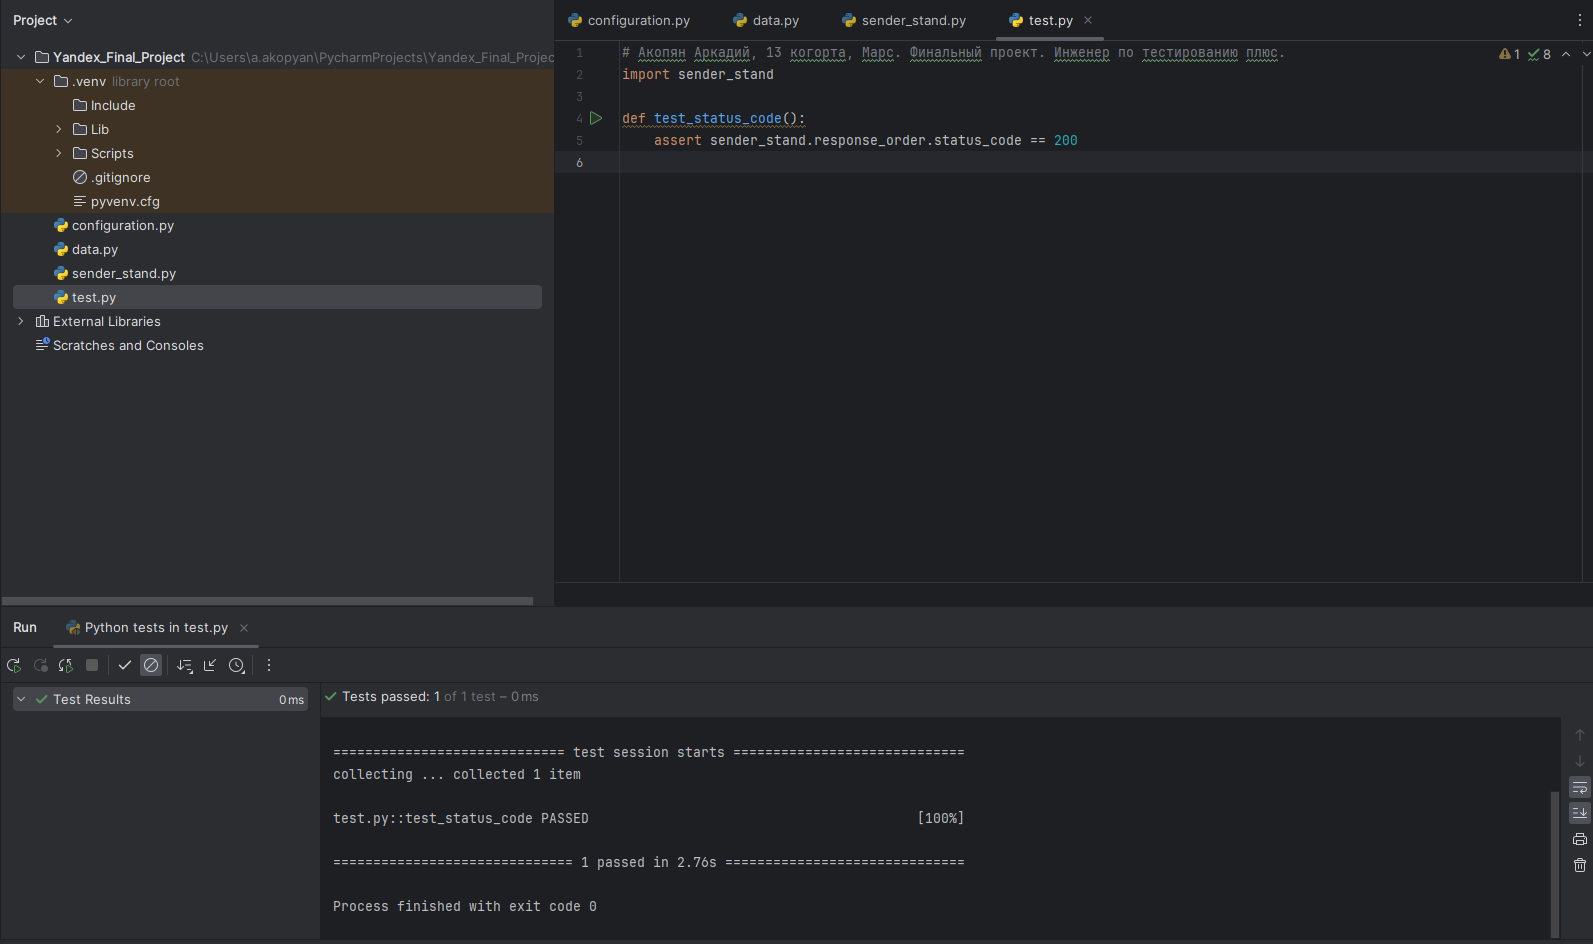 Project
configuration.py
data.py
sender_stand.py
test.py
Yandex_Final_Project C:\Users\a.akopyan\PycharmProjects\Yandex_Final_Projec
.venv library root
Include
Lib
Scripts
.gitignore
pyvenv.cfg
configuration.py
data.py
sender_stand.py
test.py
External Libraries
Scratches and Consoles
1 # Акопян Аркадий, 13 когорта, Марс. Финальный проект. Инженер по тестированию плюс.
2 import sender_stand
3
4 def test_status_code():
5 assert sender_stand.response_order.status_code == 200
6
1 8
Run
Python tests in test.py
Test Results 0 ms
Tests passed: 1 of 1 test – 0 ms
============================= test session starts =============================
collecting ... collected 1 item
test.py::test_status_code PASSED [100%]
============================== 1 passed in 2.76s ==============================
Process finished with exit code 0